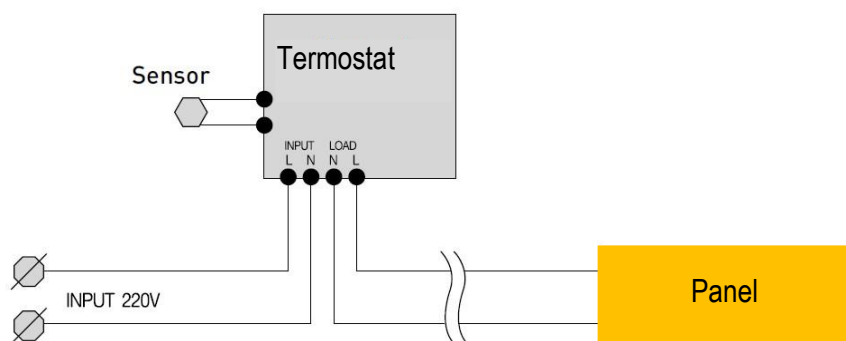 Termostat
Sensor
INPUT LOAD
L N N L
INPUT 220V
Panel